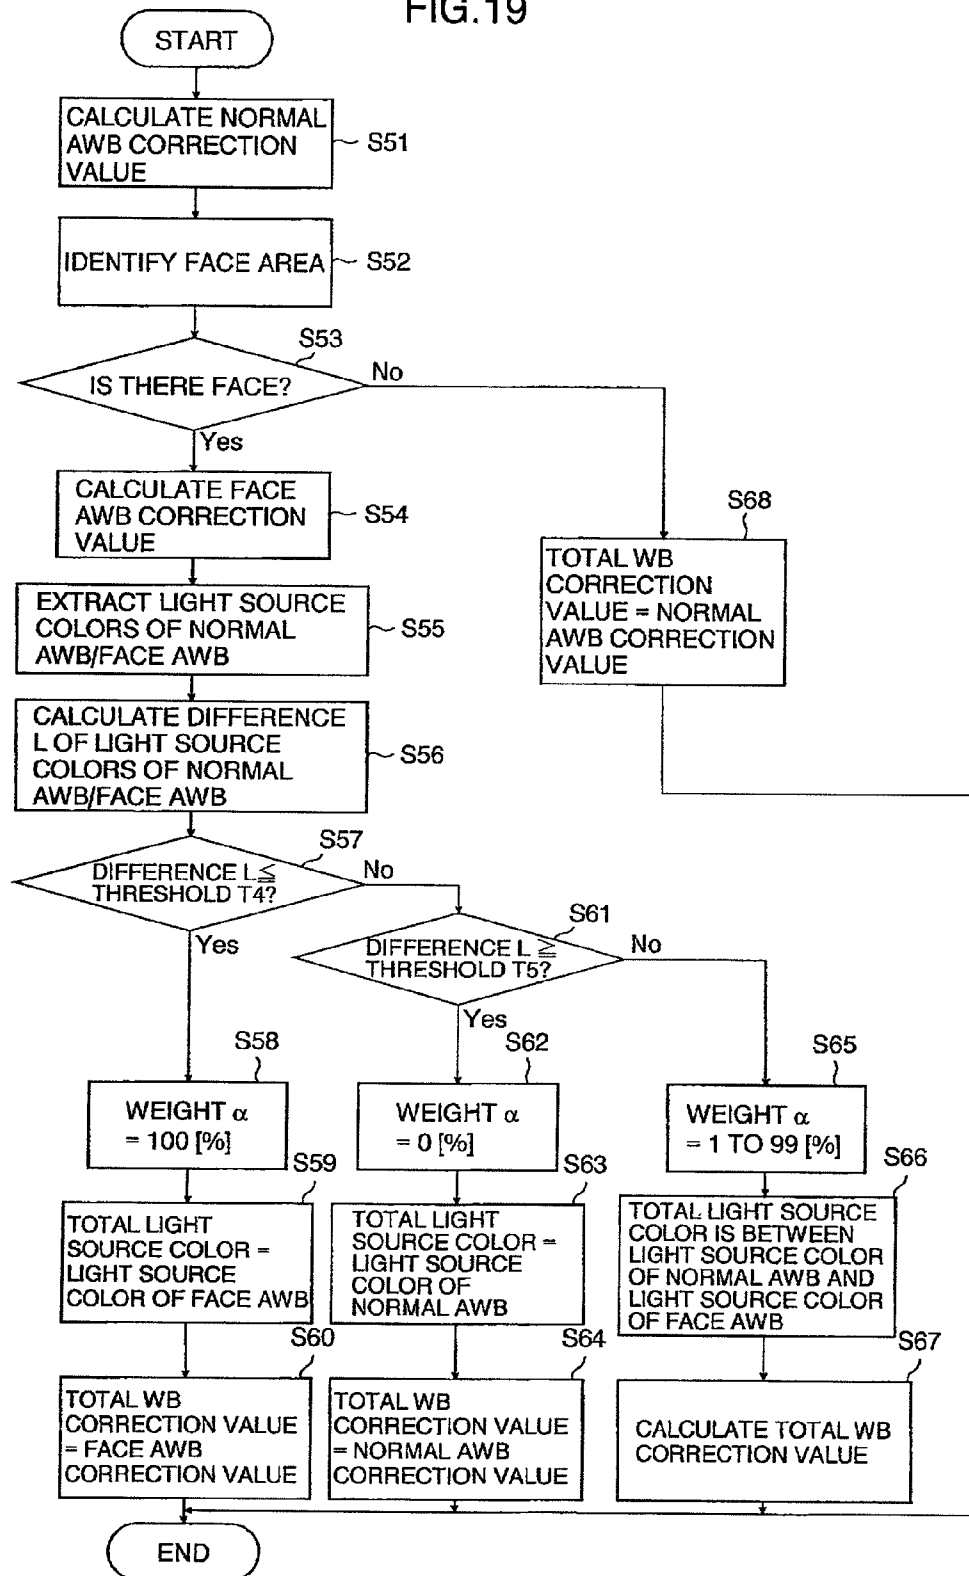 FIG.19
START
CALCULATE NORMAL
AWB CORRECTION
VALUE
S51
IDENTIFY FACE AREA
S52
S53
IS THERE FACE?
No
Yes
CALCULATE FACE
AWB CORRECTION
VALUE
S54
S68
TOTAL WB
CORRECTION
VALUE = NORMAL
AWB CORRECTION
VALUE
EXTRACT LIGHT SOURCE
COLORS OF NORMAL
AWB/FACE AWB
S55
CALCULATE DIFFERENCE
L OF LIGHT SOURCE
COLORS OF NORMAL
AWB/FACE AWB
S56
S57
DIFFERENCE L≦
THRESHOLD T4?
No
Yes
S61
DIFFERENCE L ≧
THRESHOLD T5?
No
Yes
S58
WEIGHT α
= 100 [%]
S62
WEIGHT α
= 0 [%]
S65
WEIGHT α
= 1 TO 99 [%]
S59
TOTAL LIGHT
SOURCE COLOR =
LIGHT SOURCE
COLOR OF FACE AWB
S63
TOTAL LIGHT
SOURCE COLOR =
LIGHT SOURCE
COLOR OF
NORMAL AWB
S66
TOTAL LIGHT SOURCE
COLOR IS BETWEEN
LIGHT SOURCE COLOR
OF NORMAL AWB AND
LIGHT SOURCE COLOR
OF FACE AWB
S60
TOTAL WB
CORRECTION VALUE
= FACE AWB
CORRECTION VALUE
S64
TOTAL WB
CORRECTION VALUE
= NORMAL AWB
CORRECTION VALUE
S67
CALCULATE TOTAL WB
CORRECTION VALUE
END